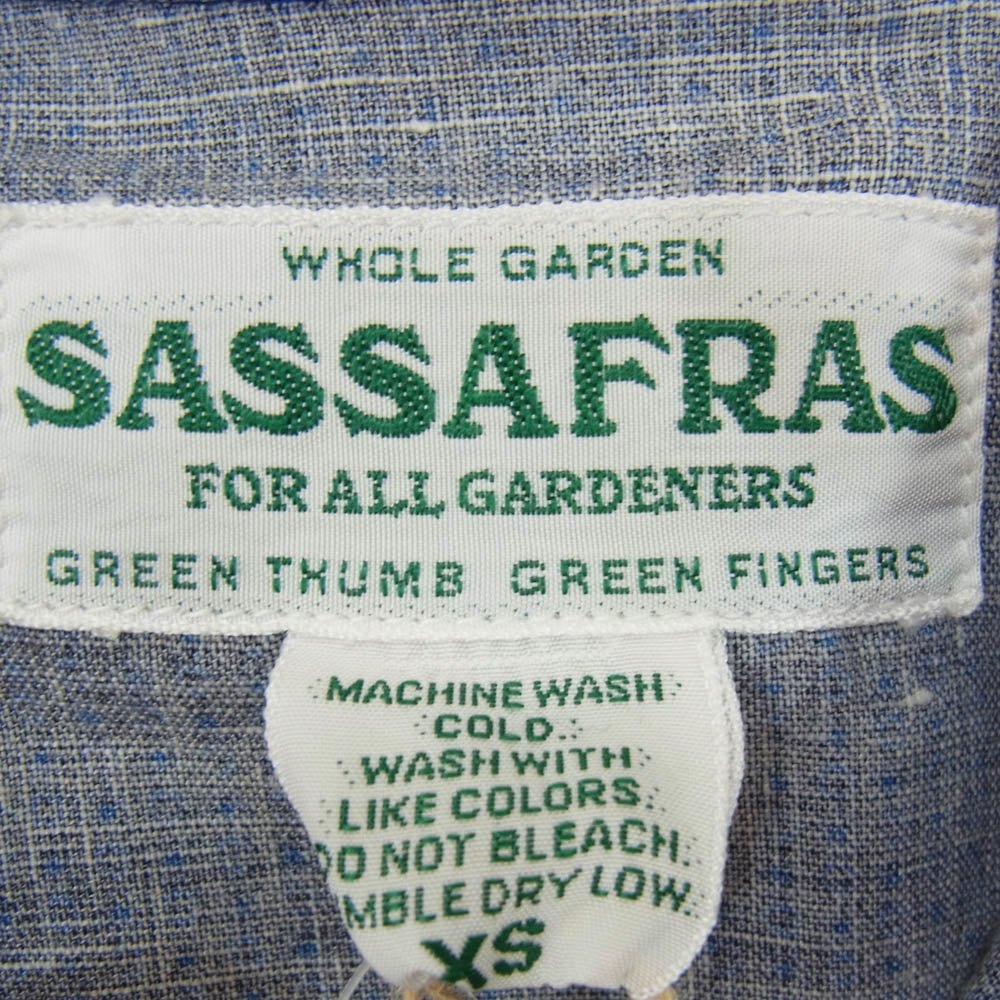 WHOLE GARDEN
SASSAFRAS
FOR ALL GARDENERS
GREEN THUMB GREEN FINGERS
MACHINE WASH
COLD.
WASH WITH
LIKE COLORS.
DO NOT BLEACH.
MBLE DRY LOW.
XS